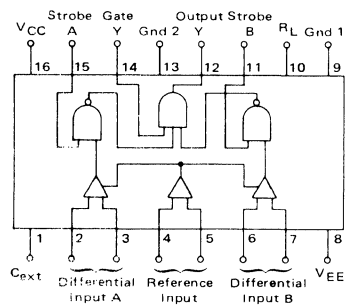 Strobe Gate Output Strobe
VCC A Y Gnd 2 Y B RL Gnd 1
16 15 14 13 12 11 10 9
1 2 3 4 5 6 7 8
Cext Differential Input A Reference Input Differential Input B VEE